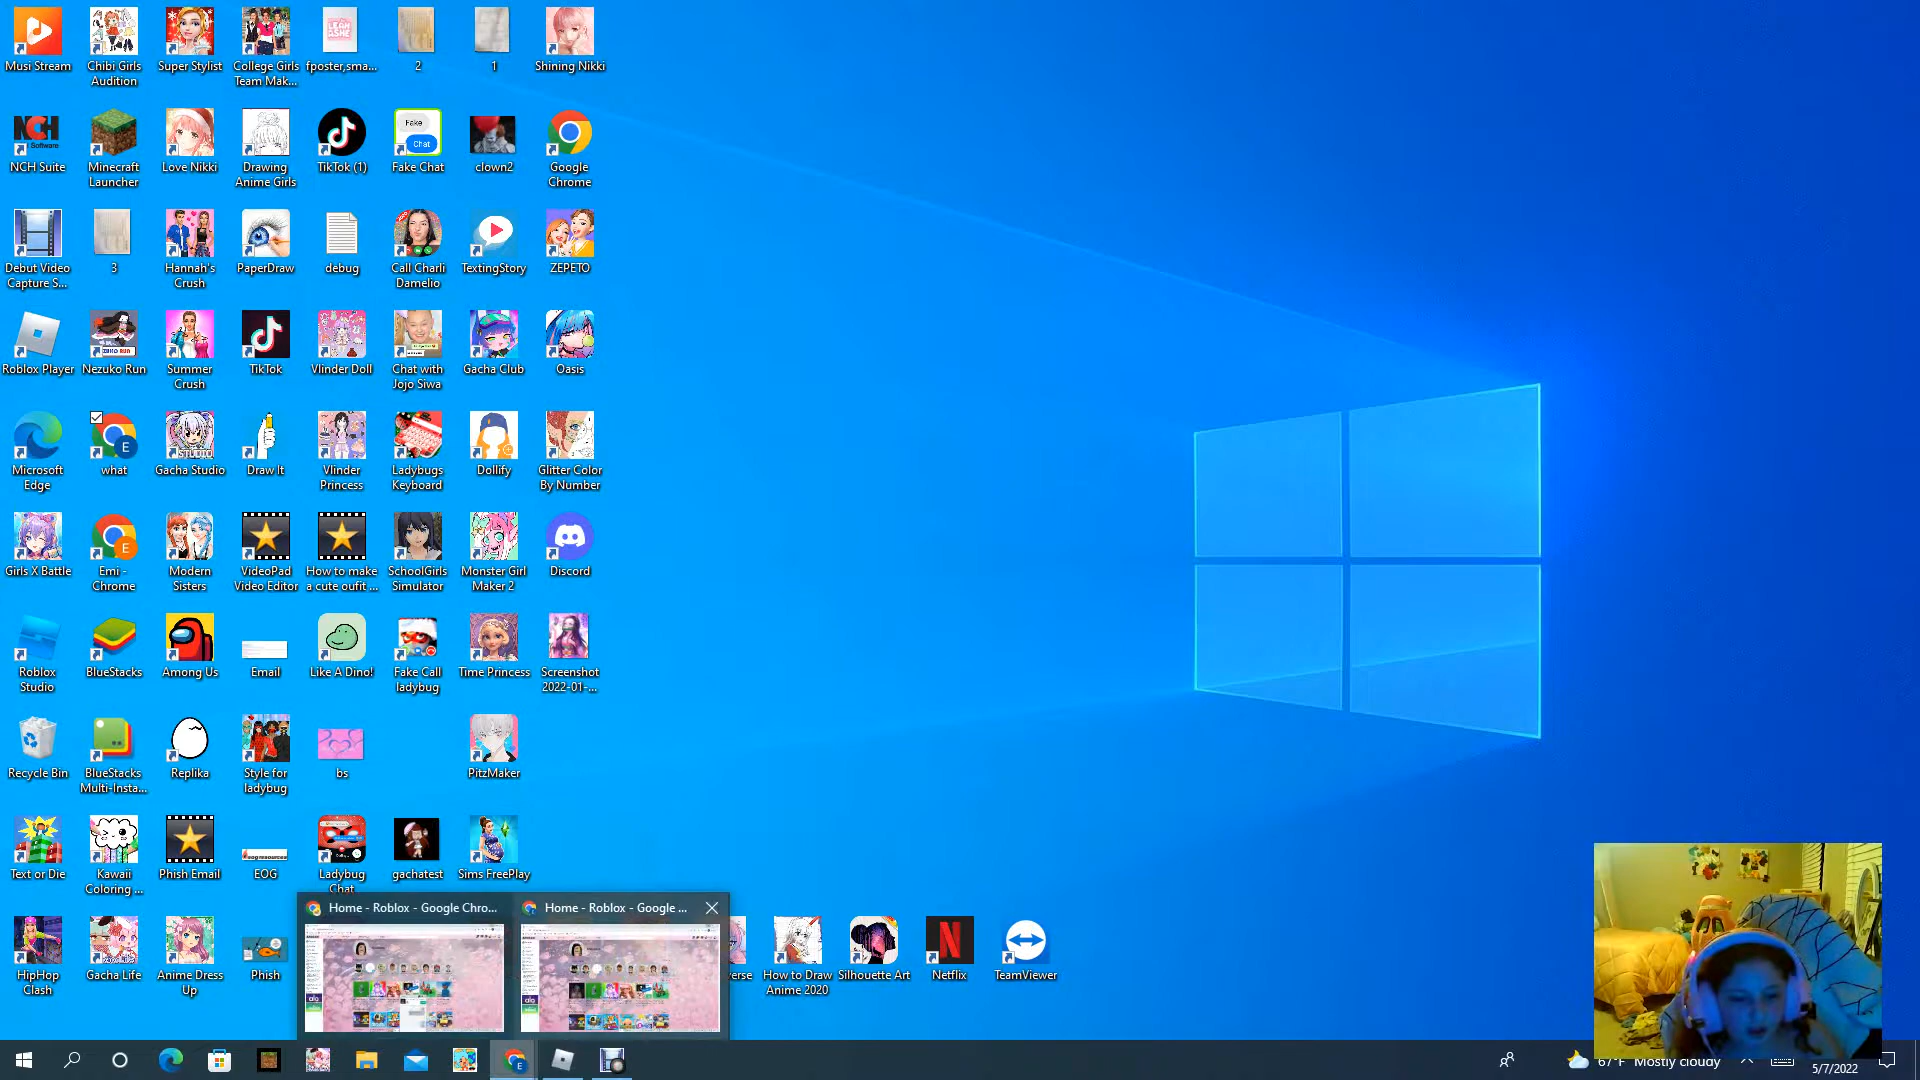 Musi Stream
Chibi Girls
Audition
Super Stylist
College Girls
Team Mak...
fposter,sma...
2
1
Shining Nikki
NCH Suite
Minecraft
Launcher
Love Nikki
Drawing
Anime Girls
TikTok (1)
Fake
Chat
Fake Chat
clown2
Google
Chrome
Debut Video
Capture S...
3
Hannah's
Crush
PaperDraw
debug
Call Charli
Damelio
TextingStory
ZEPETO
Roblox Player
Nezuko Run
Summer
Crush
TikTok
Vlinder Doll
Chat with
Jojo Siwa
Gacha Club
Oasis
Microsoft
Edge
what
Gacha Studio
Draw It
Vlinder
Princess
Ladybugs
Keyboard
Dollify
Glitter Color
By Number
Girls X Battle
Emi -
Chrome
Modern
Sisters
VideoPad
Video Editor
How to make
a cute oufit ...
SchoolGirls
Simulator
Monster Girl
Maker 2
Discord
Roblox
Studio
BlueStacks
Among Us
Email
Like A Dino!
Fake Call
ladybug
Time Princess
Screenshot
2022-01-...
Recycle Bin
BlueStacks
Multi-Insta...
Replika
Style for
ladybug
bs
PitzMaker
Text or Die
Kawaii
Coloring ...
Phish Email
EOG
Ladybug
Chat
gachatest
Sims FreePlay
Home - Roblox - Google Chro...
Home - Roblox - Google ...
HipHop
Clash
Gacha Life
Anime Dress
Up
Phish
verse
How to Draw
Anime 2020
Silhouette Art
Netflix
TeamViewer
67°F Mostly cloudy
5/7/2022